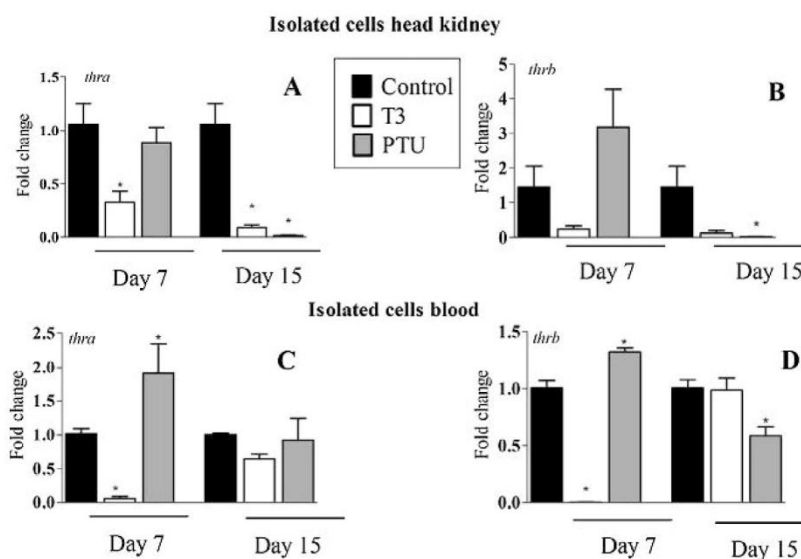 Isolated cells head kidney
thra
A
Fold change
1.5
1.0
0.5
0.0
*
*
*
Day 7
Day 15
Control
T3
PTU
thrb
B
Fold change
5
4
3
2
1
0
*
Day 7
Day 15
Isolated cells blood
thra
C
Fold change
2.5
2.0
1.5
1.0
0.5
0.0
*
*
Day 7
Day 15
thrb
D
Fold change
1.5
1.0
0.5
0.0
*
*
*
Day 7
Day 15